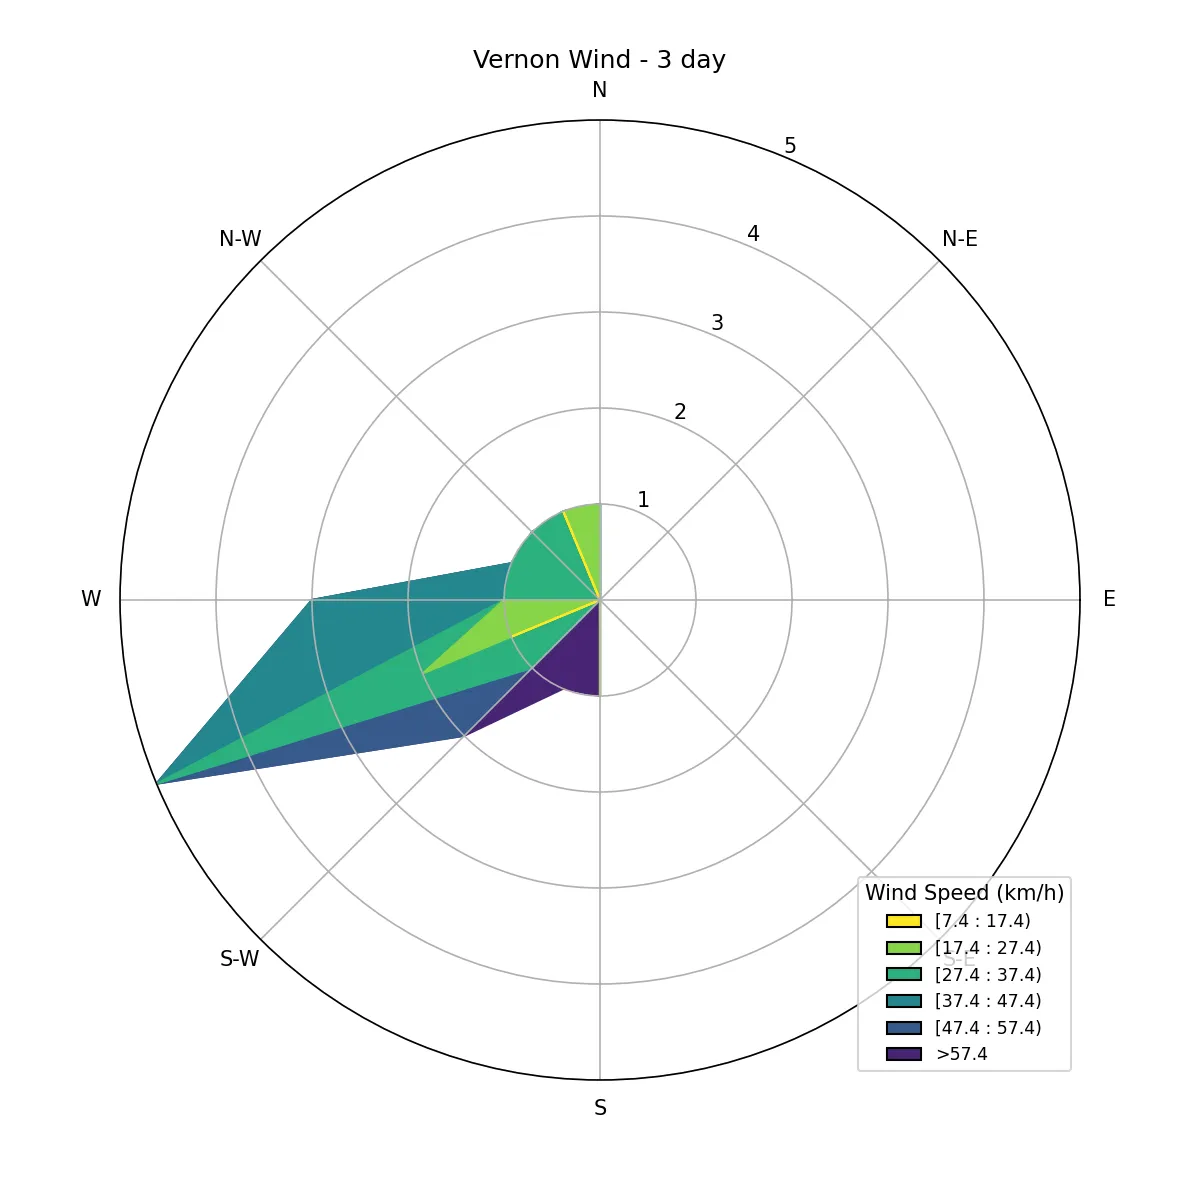 Vernon Wind - 3 day
N
5
N-W
4
N-E
3
2
1
W
E
Wind Speed (km/h)
[7.4 : 17.4)
[17.4 : 27.4)
S-W
S-E
[27.4 : 37.4)
[37.4 : 47.4)
[47.4 : 57.4)
>57.4
S